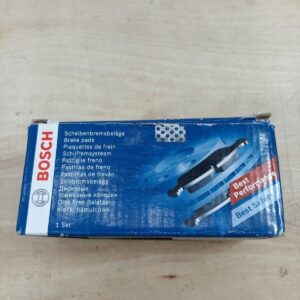 BOSCH
Scheibenbremsbeläge
Brake pads
Plaquettes de frein
Schijfremsysteem
Pastiglie freno
Pastillas de freno
Pastilhas de travão
Skivbromsbelägg
Дисковые
тормозные колодки
Disk Fren Balatası
Klocki hamulcowe
1 Set
Best
Performance
Best Safety